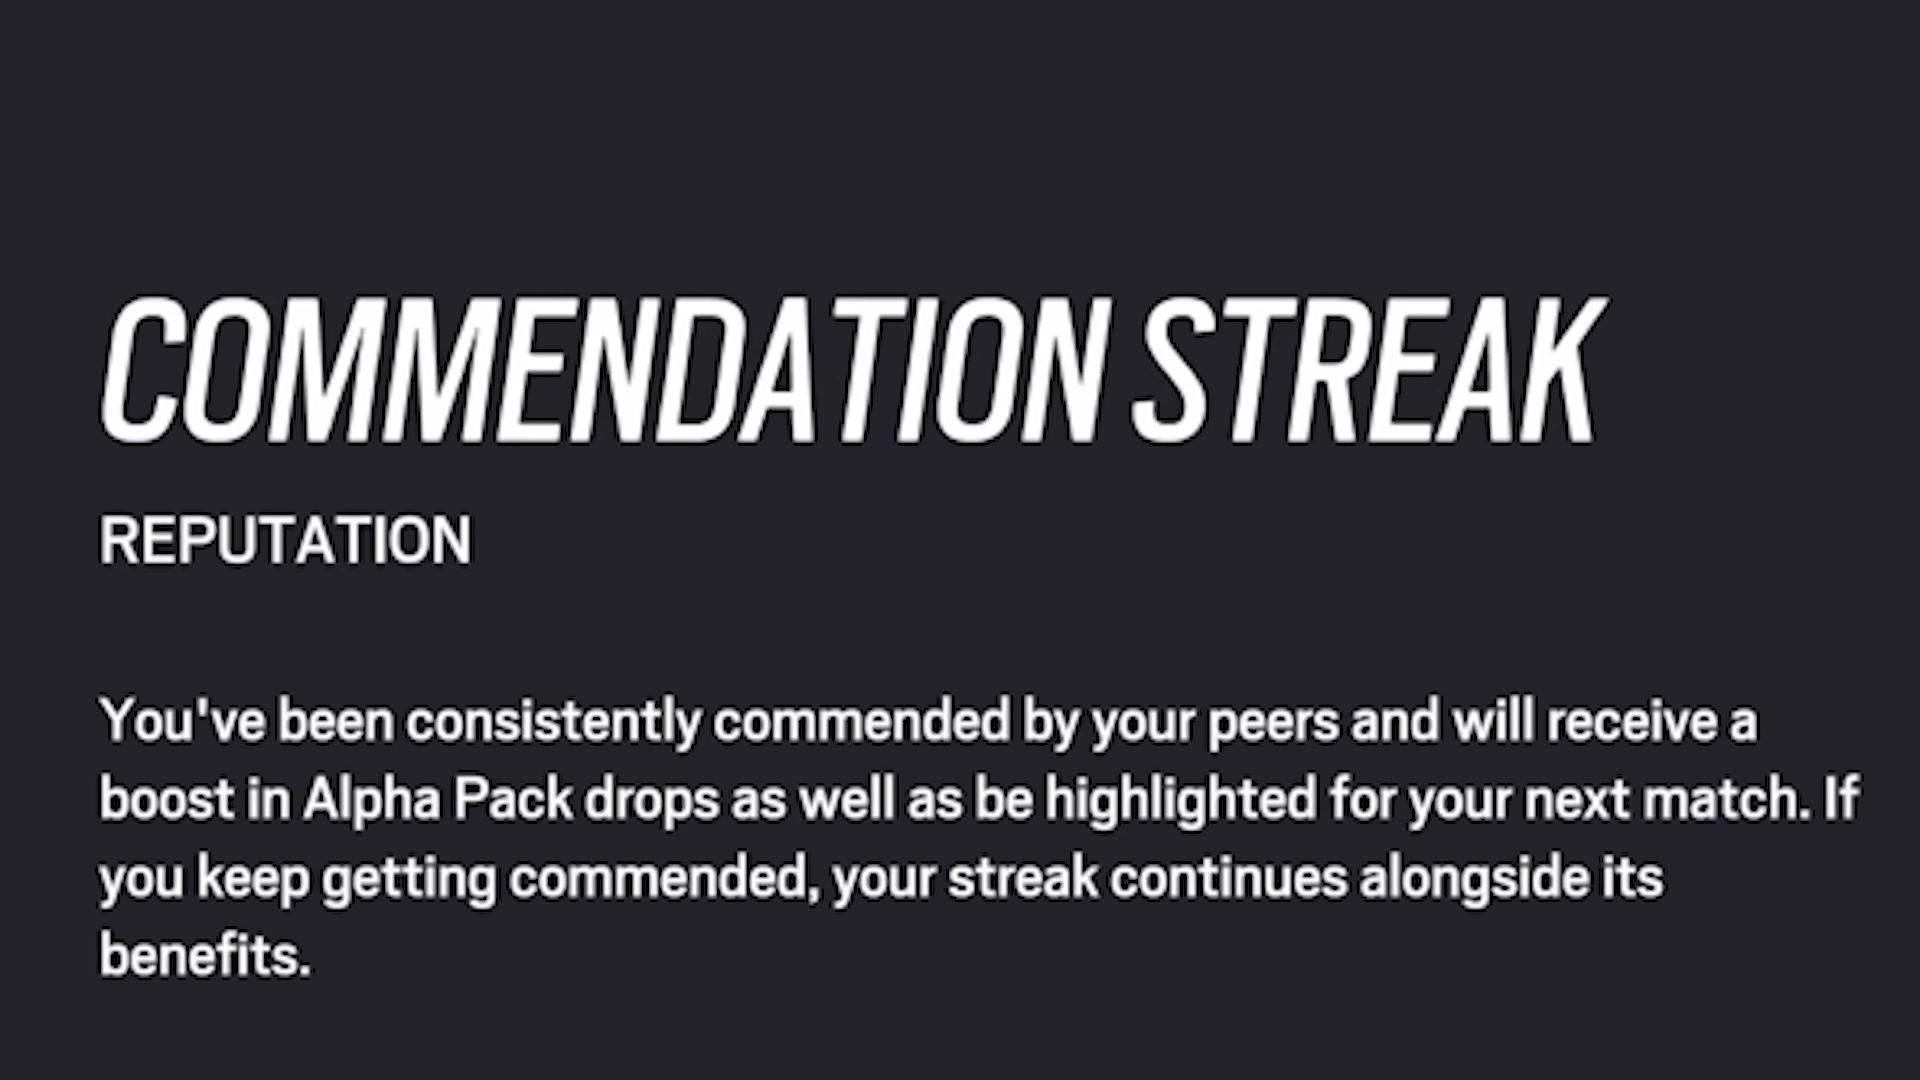 COMMENDATION STREAK
REPUTATION
You've been consistently commended by your peers and will receive a
boost in Alpha Pack drops as well as be highlighted for your next match. If
you keep getting commended, your streak continues alongside its
benefits.